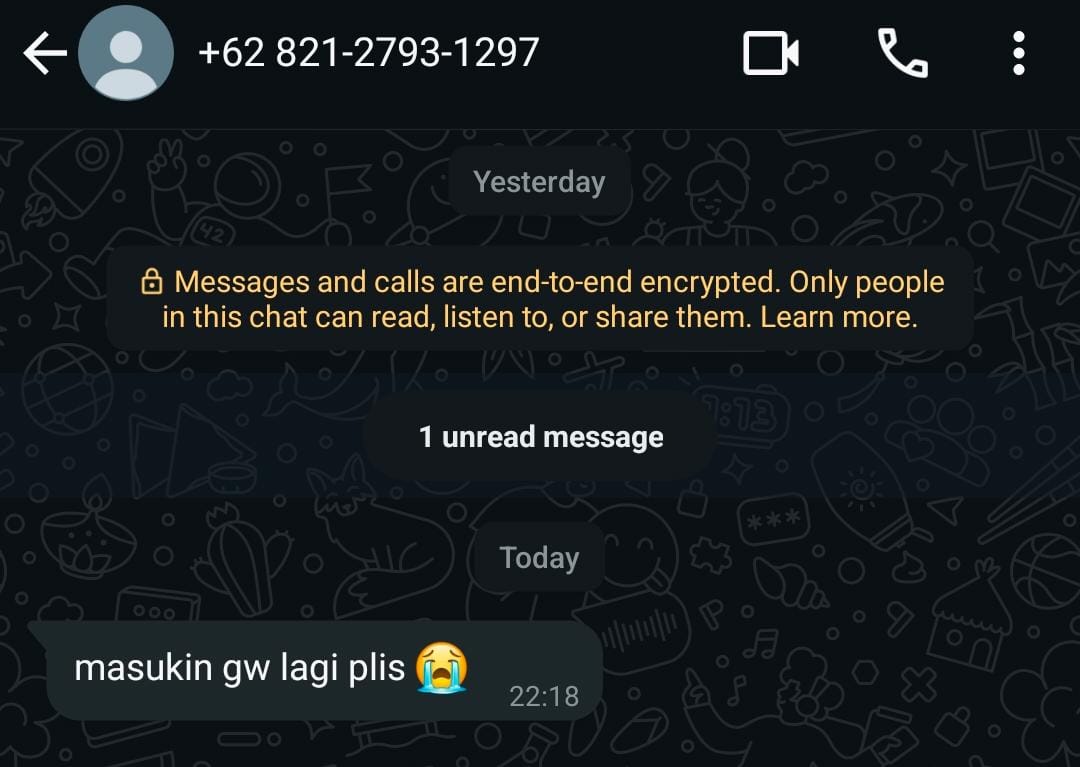 +62 821-2793-1297
Yesterday
Messages and calls are end-to-end encrypted. Only people
in this chat can read, listen to, or share them. Learn more.
1 unread message
Today
masukin gw lagi plis 😭
22:18